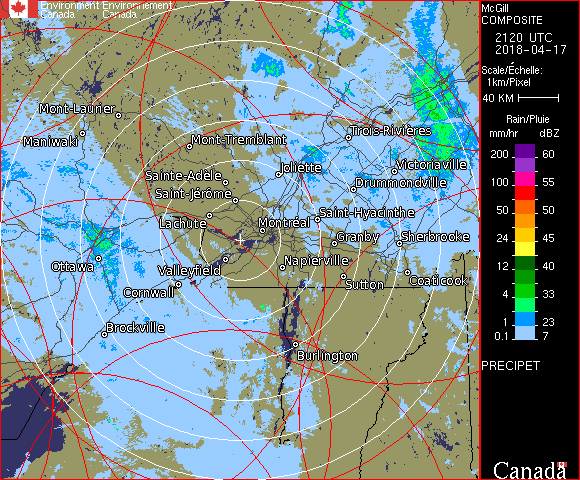 Environment Environnement
Canada Canada
McGill
COMPOSITE
2120 UTC
2018-04-17
Scale/Échelle:
1km/Pixel
40 KM
Rain/Pluie
mm/hr dBZ
200 60
100 55
50 50
24 45
12 40
4 33
1 23
0.1 7
PRECIPET
Canada
Mont-Laurier
Maniwaki
Mont-Tremblant
Trois-Rivières
Joliette
Victoriaville
Sainte-Adèle
Drummondville
Saint-Jérôme
Saint-Hyacinthe
Lachute
Montréal
Granby
Sherbrooke
Ottawa
Napierville
Valleyfield
Sutton
Coaticook
Cornwall
Brockville
Burlington